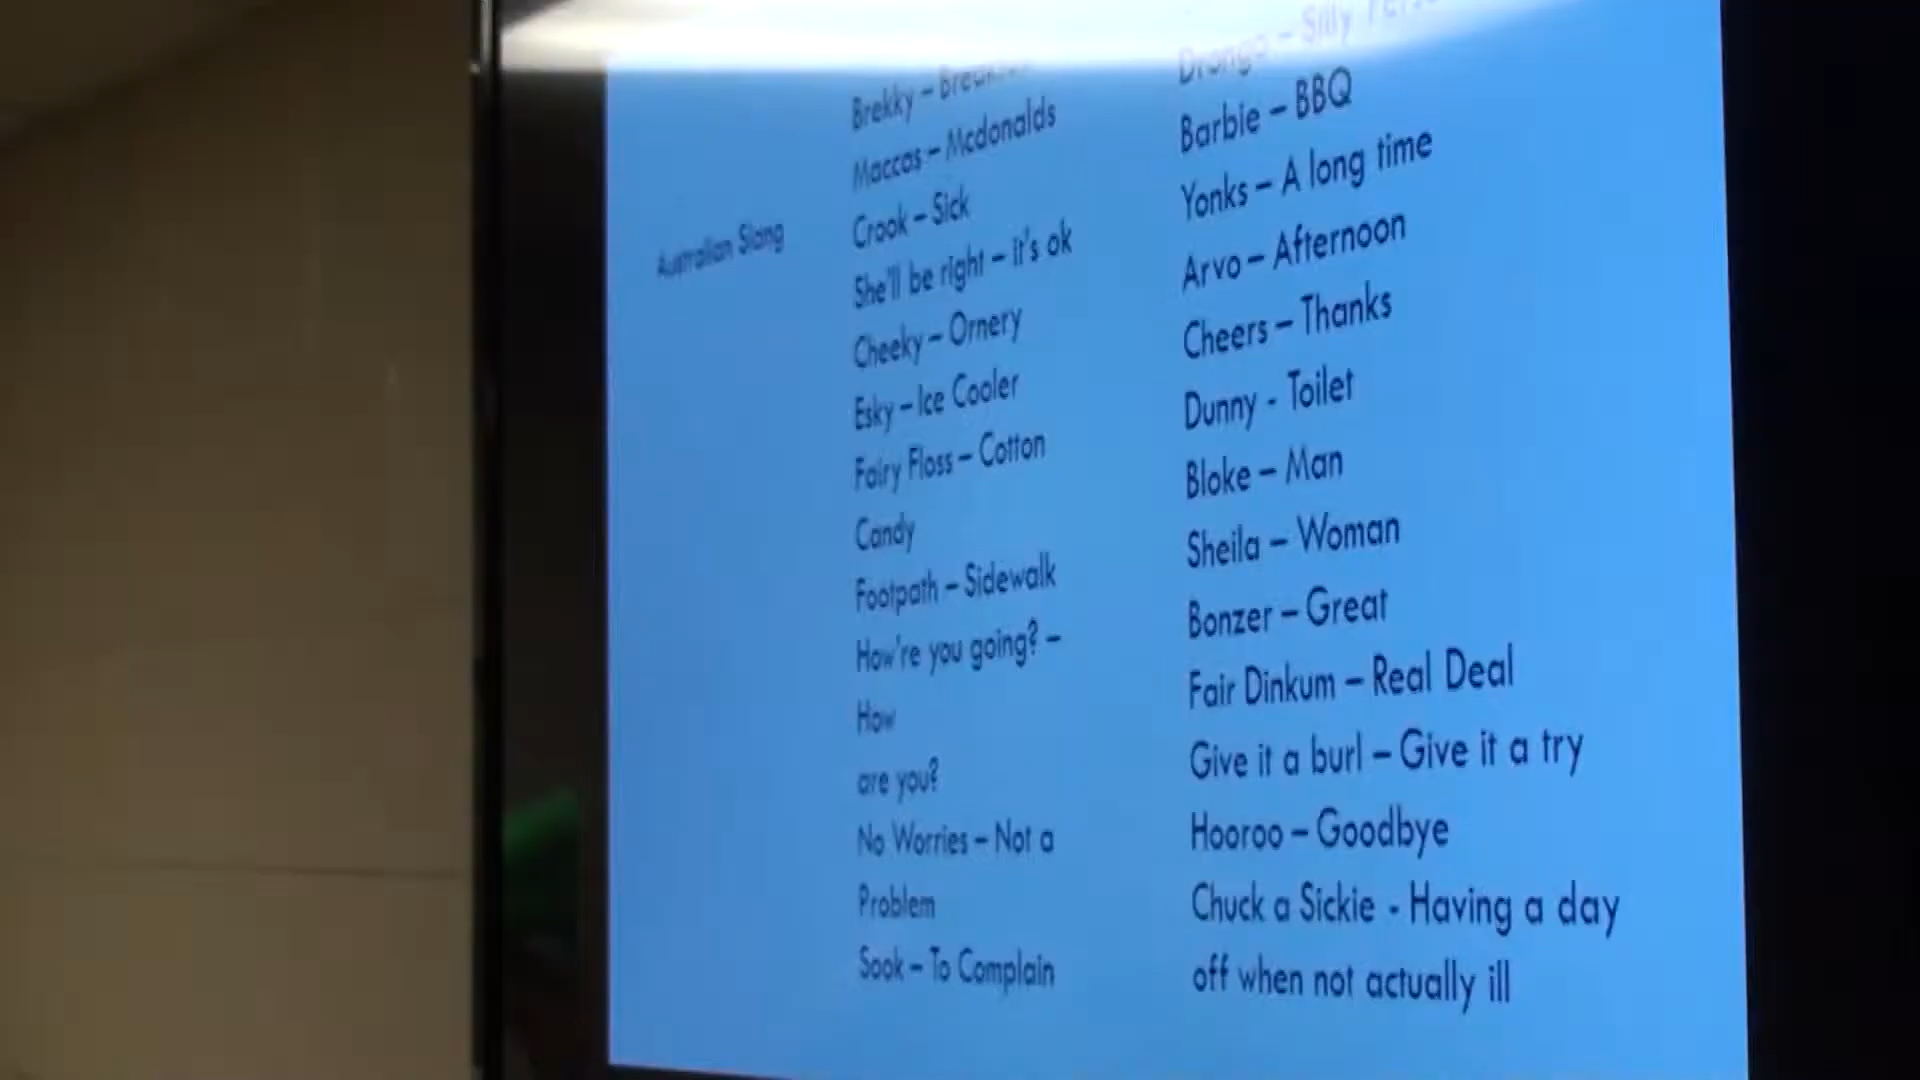 Australian Slang
Brekky –
Maccas – Mcdonalds
Crook – Sick
She'll be right – it's ok
Cheeky – Ornery
Esky – Ice Cooler
Fairy Floss – Cotton
Candy
Footpath – Sidewalk
How're you going? –
How
are you?
No Worries – Not a
Problem
Sook – To Complain
Drongo – Silly
Barbie – BBQ
Yonks – A long time
Arvo – Afternoon
Cheers – Thanks
Dunny - Toilet
Bloke – Man
Sheila – Woman
Bonzer – Great
Fair Dinkum – Real Deal
Give it a burl – Give it a try
Hooroo – Goodbye
Chuck a Sickie - Having a day
off when not actually ill